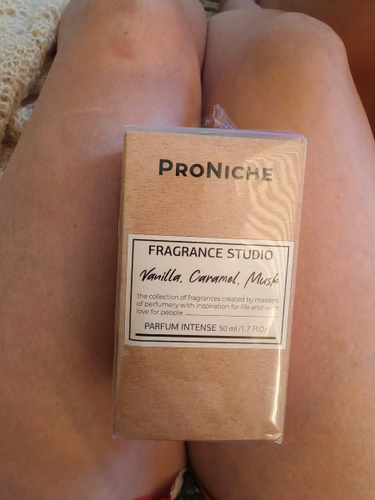 PRONICHE
FRAGRANCE STUDIO
Vanilla, Caramel, Musk
the collection of fragrances created by masters
of perfumery with inspiration for life and with
love for people
PARFUM INTENSE 50 ml/1.7 Fl.Oz